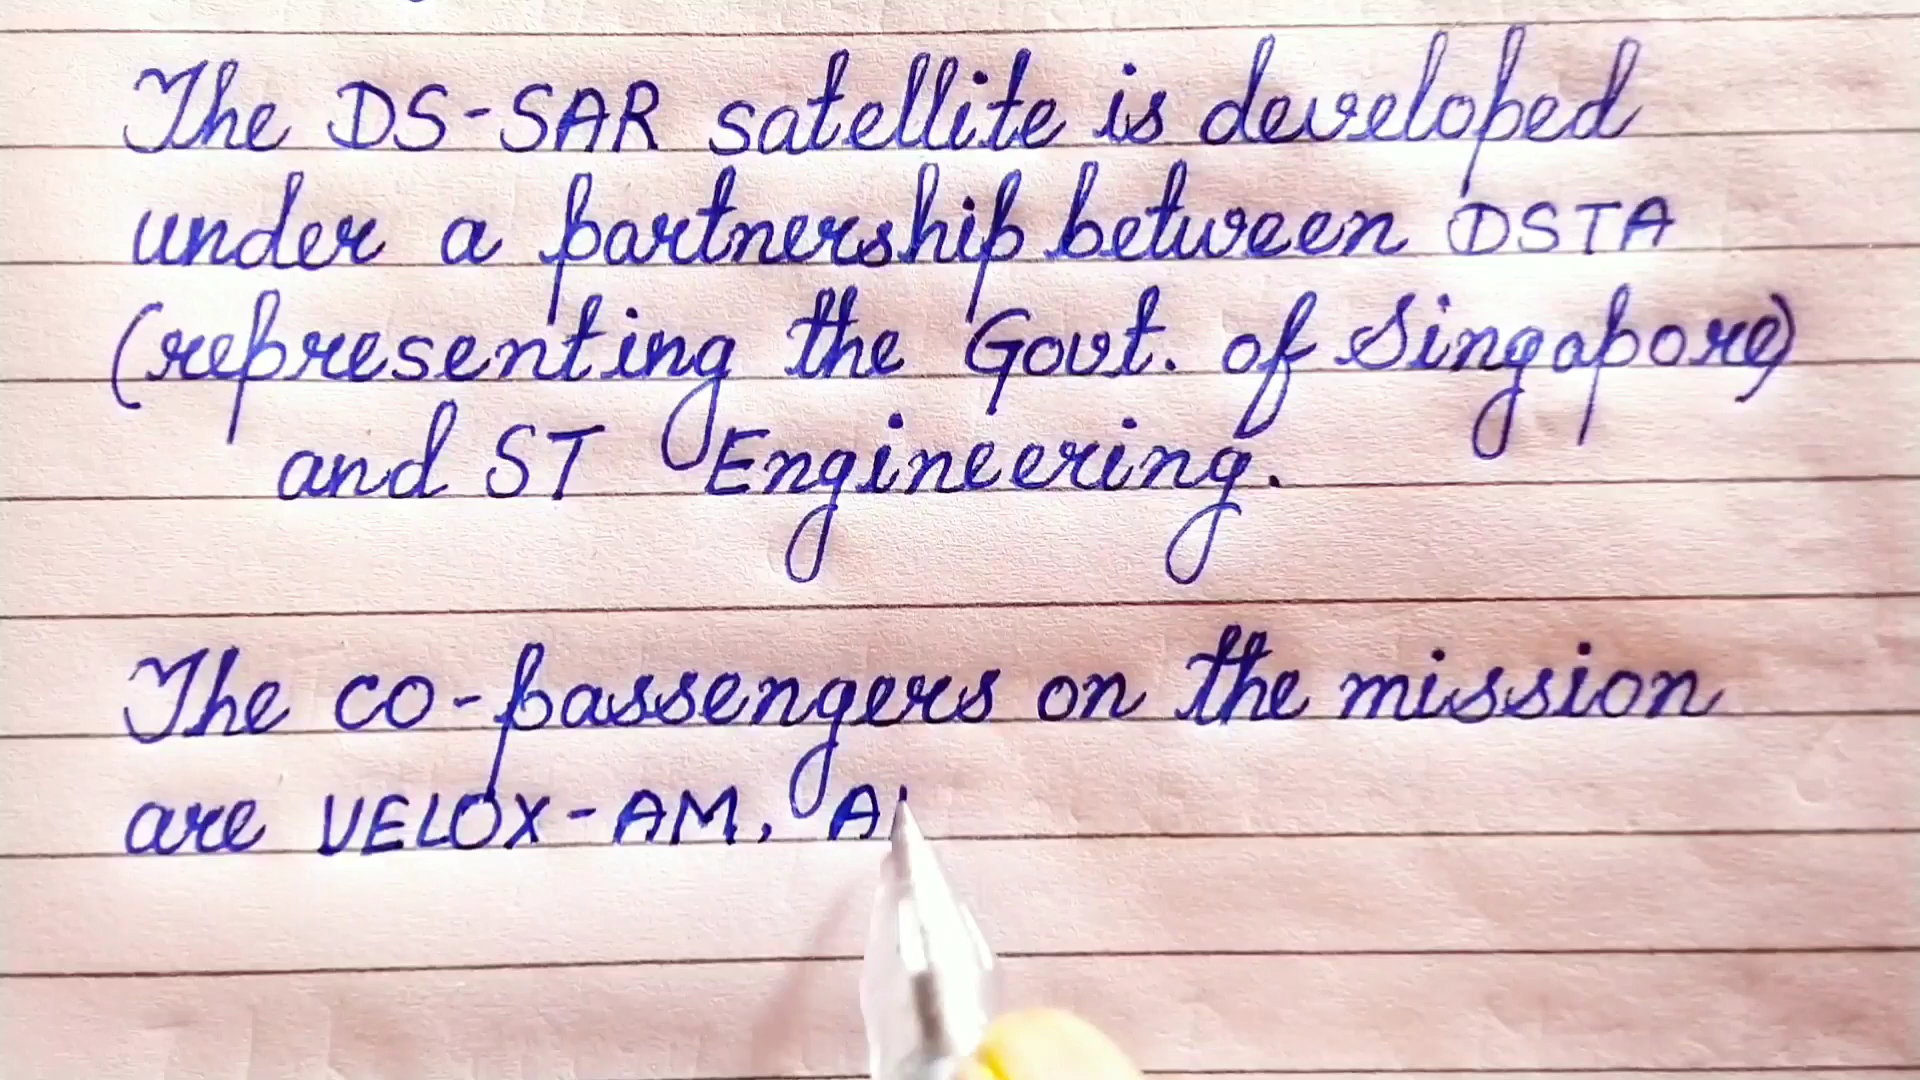 The DS-SAR satellite is developed
under a partnership between DSTA
(representing the Govt. of Singapore)
and ST Engineering.
The co-passengers on the mission
are VELOX-AM, A